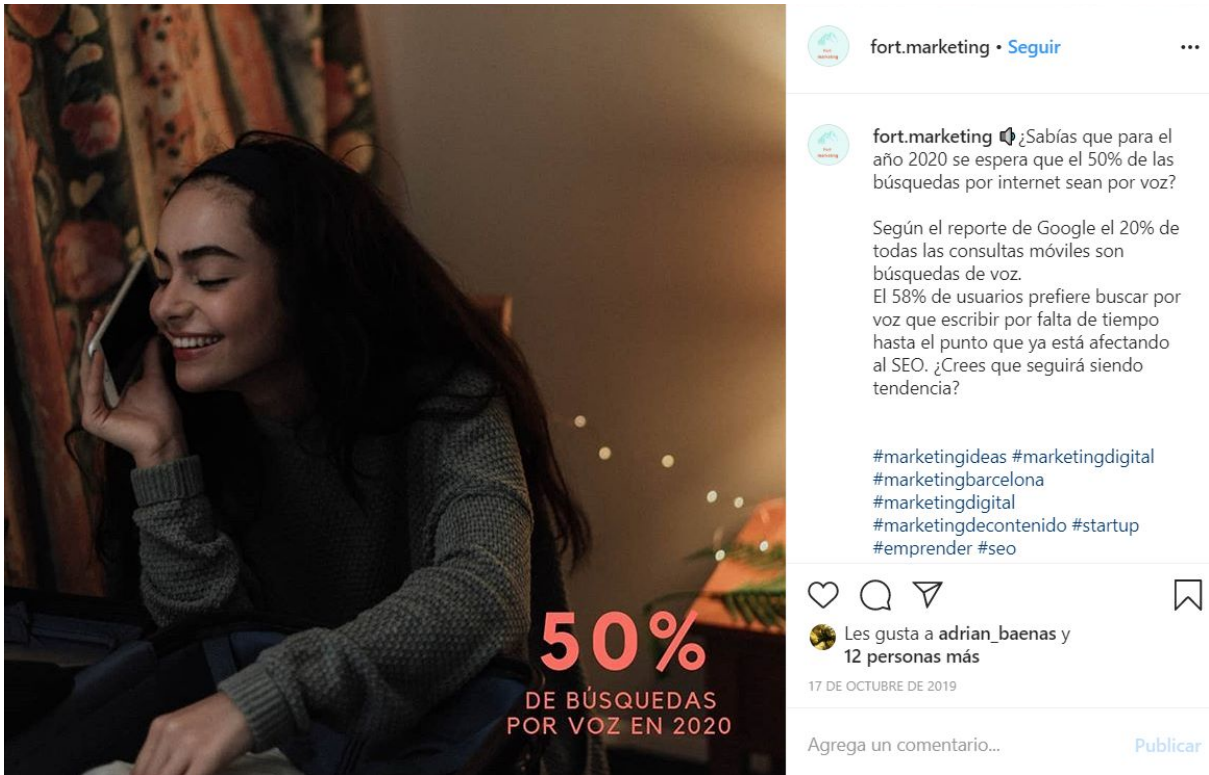 50%
DE BÚSQUEDAS
POR VOZ EN 2020
fort.marketing • Seguir
fort.marketing 🔊¿Sabías que para el
año 2020 se espera que el 50% de las
búsquedas por internet sean por voz?
Según el reporte de Google el 20% de
todas las consultas móviles son
búsquedas de voz.
El 58% de usuarios prefiere buscar por
voz que escribir por falta de tiempo
hasta el punto que ya está afectando
al SEO. ¿Crees que seguirá siendo
tendencia?
#marketingideas #marketingdigital
#marketingbarcelona
#marketingdigital
#marketingdecontenido #startup
#emprender #seo
Les gusta a adrian_baenas y
12 personas más
17 DE OCTUBRE DE 2019
Agrega un comentario... Publicar